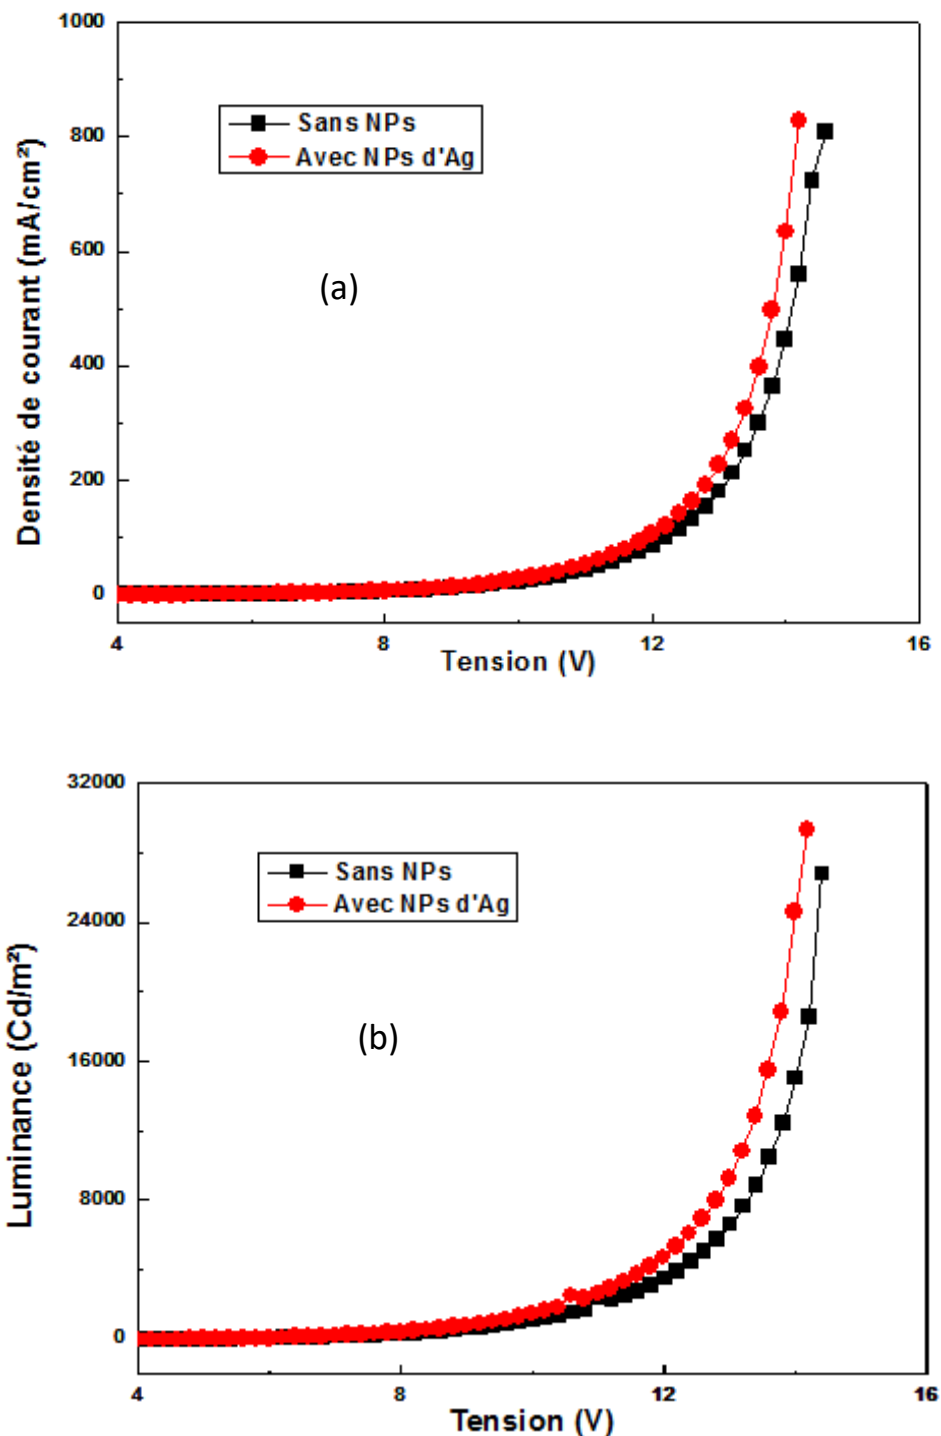 1000
800
600
400
200
0
Densité de courant (mA/cm²)
Sans NPs
Avec NPs d'Ag
(a)
4
8
12
16
Tension (V)
32000
24000
16000
8000
0
Luminance (Cd/m²)
Sans NPs
Avec NPs d'Ag
(b)
4
8
12
16
Tension (V)